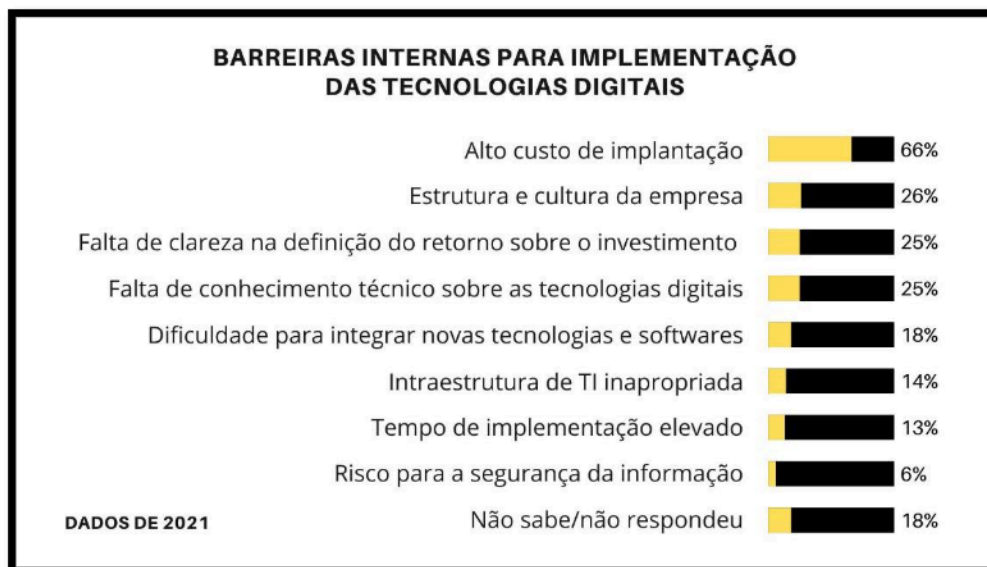 BARREIRAS INTERNAS PARA IMPLEMENTAÇÃO
DAS TECNOLOGIAS DIGITAIS
Alto custo de implantação 66%
Estrutura e cultura da empresa 26%
Falta de clareza na definição do retorno sobre o investimento 25%
Falta de conhecimento técnico sobre as tecnologias digitais 25%
Dificuldade para integrar novas tecnologias e softwares 18%
Intraestrutura de TI inapropriada 14%
Tempo de implementação elevado 13%
Risco para a segurança da informação 6%
Não sabe/não respondeu 18%
DADOS DE 2021